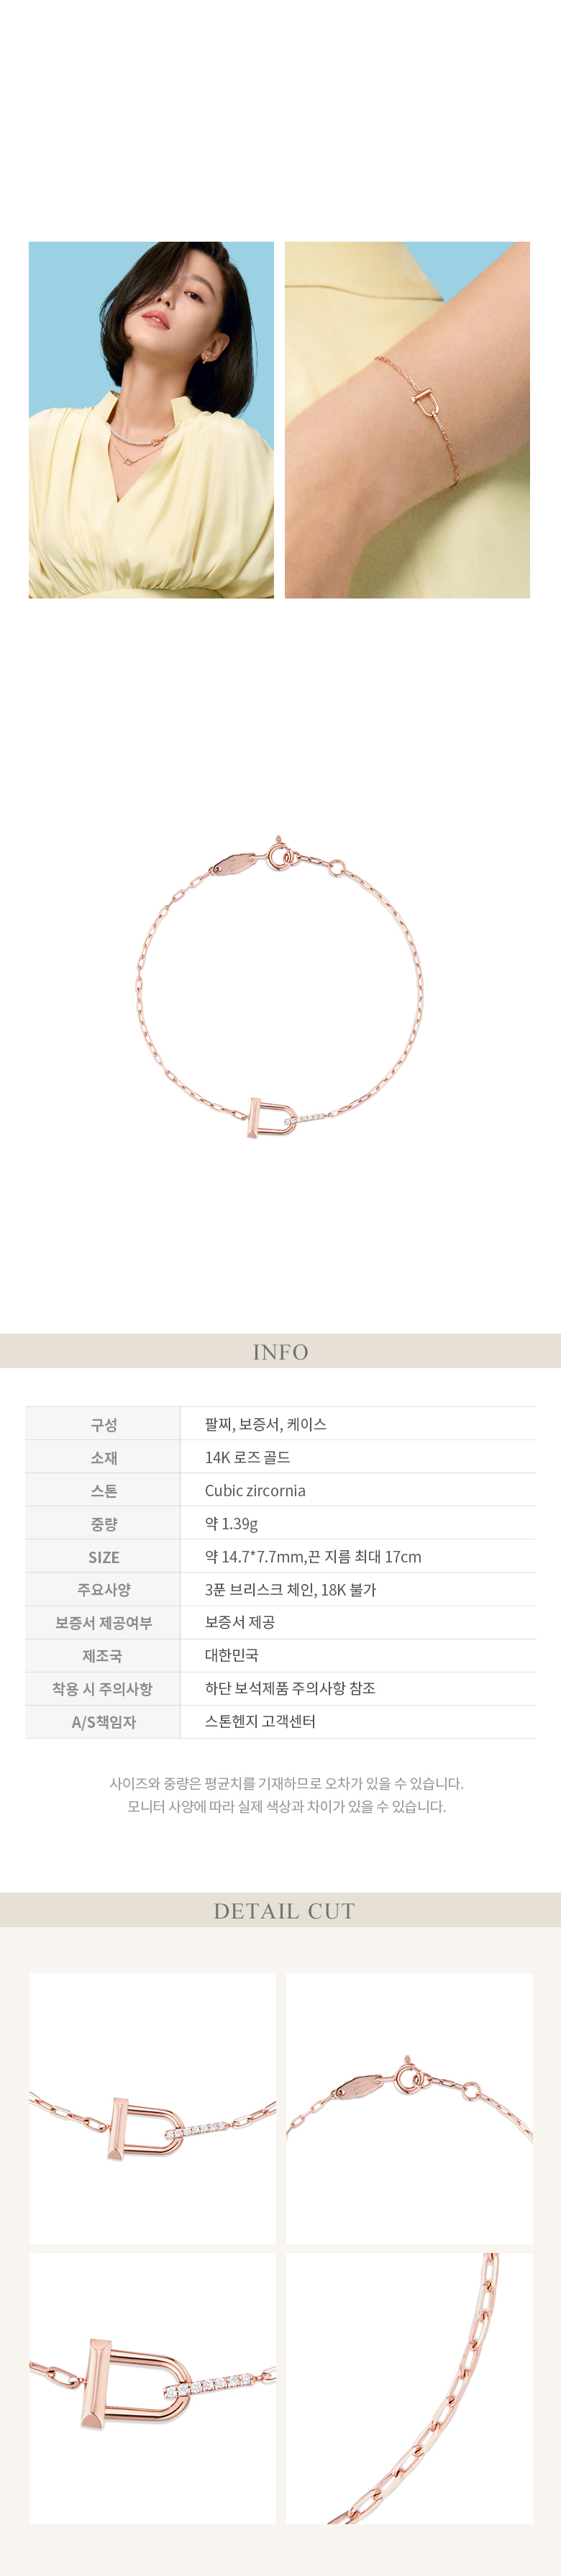 INFO
구성 팔찌, 보증서, 케이스
소재 14K 로즈 골드
스톤 Cubic zircornia
중량 약 1.39g
SIZE 약 14.7*7.7mm,끈 지름 최대 17cm
주요사양 3푼 브리스크 체인, 18K 불가
보증서 제공여부 보증서 제공
제조국 대한민국
착용 시 주의사항 하단 보석제품 주의사항 참조
A/S책임자 스톤헨지 고객센터
사이즈와 중량은 평균치를 기재하므로 오차가 있을 수 있습니다.
모니터 사양에 따라 실제 색상과 차이가 있을 수 있습니다.
DETAIL CUT